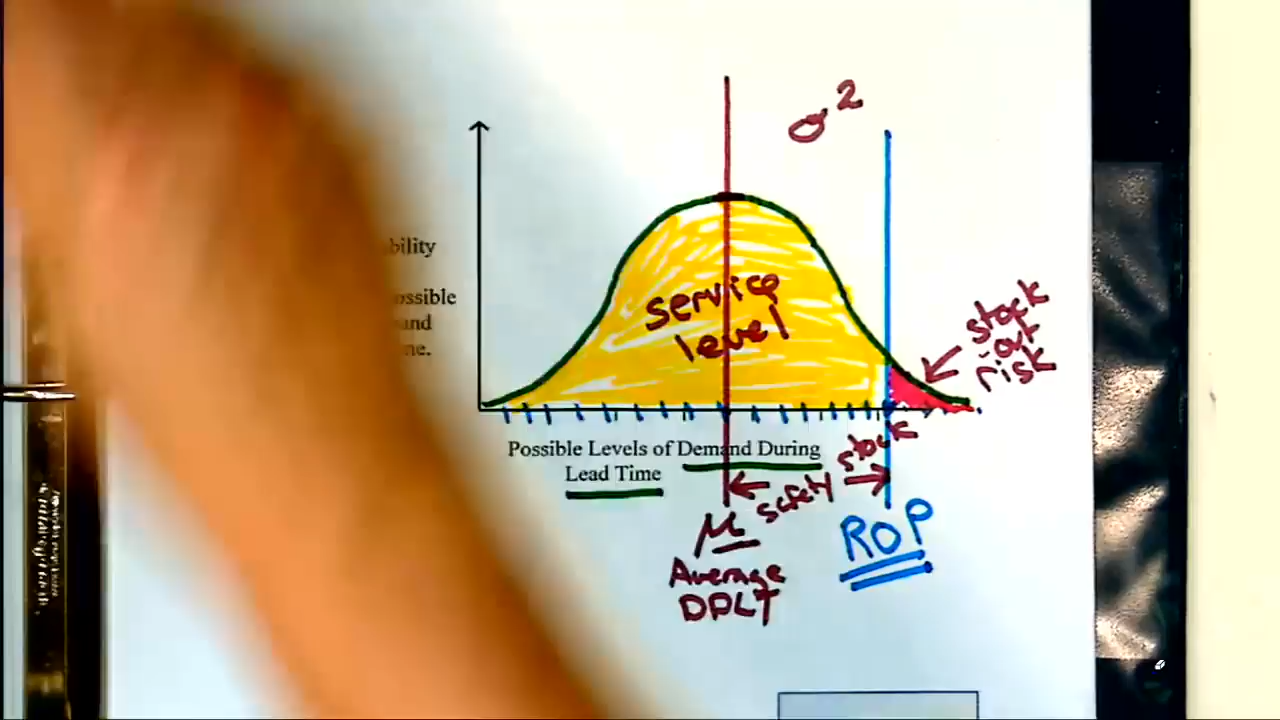 σ²
bility
ossible
and
ne.
service
level
stock
out
risk
Possible Levels of Demand During
Lead Time
safety stock
μ
Average
DDLT
ROP